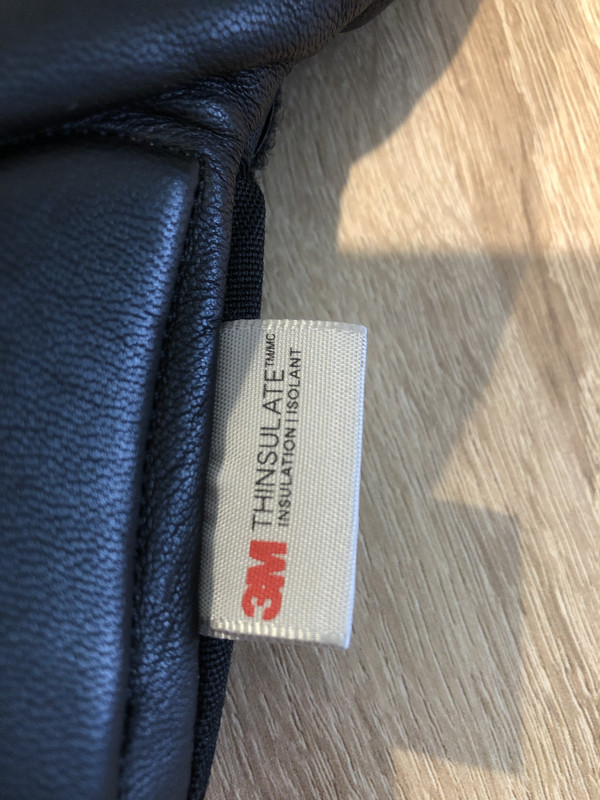 3M THINSULATE™/MC
INSULATION | ISOLANT